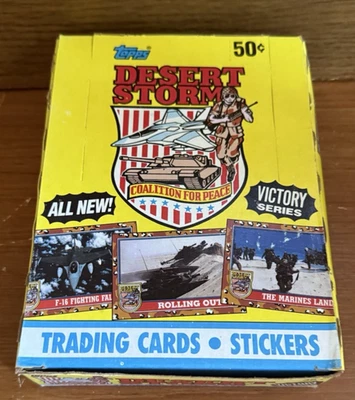 Topps 50¢
DESERT
STORM
COALITION FOR PEACE
ALL NEW!
VICTORY
SERIES
F-16 FIGHTING
ROLLING OUT
THE MARINES LAND
TRADING CARDS • STICKERS
DESERT